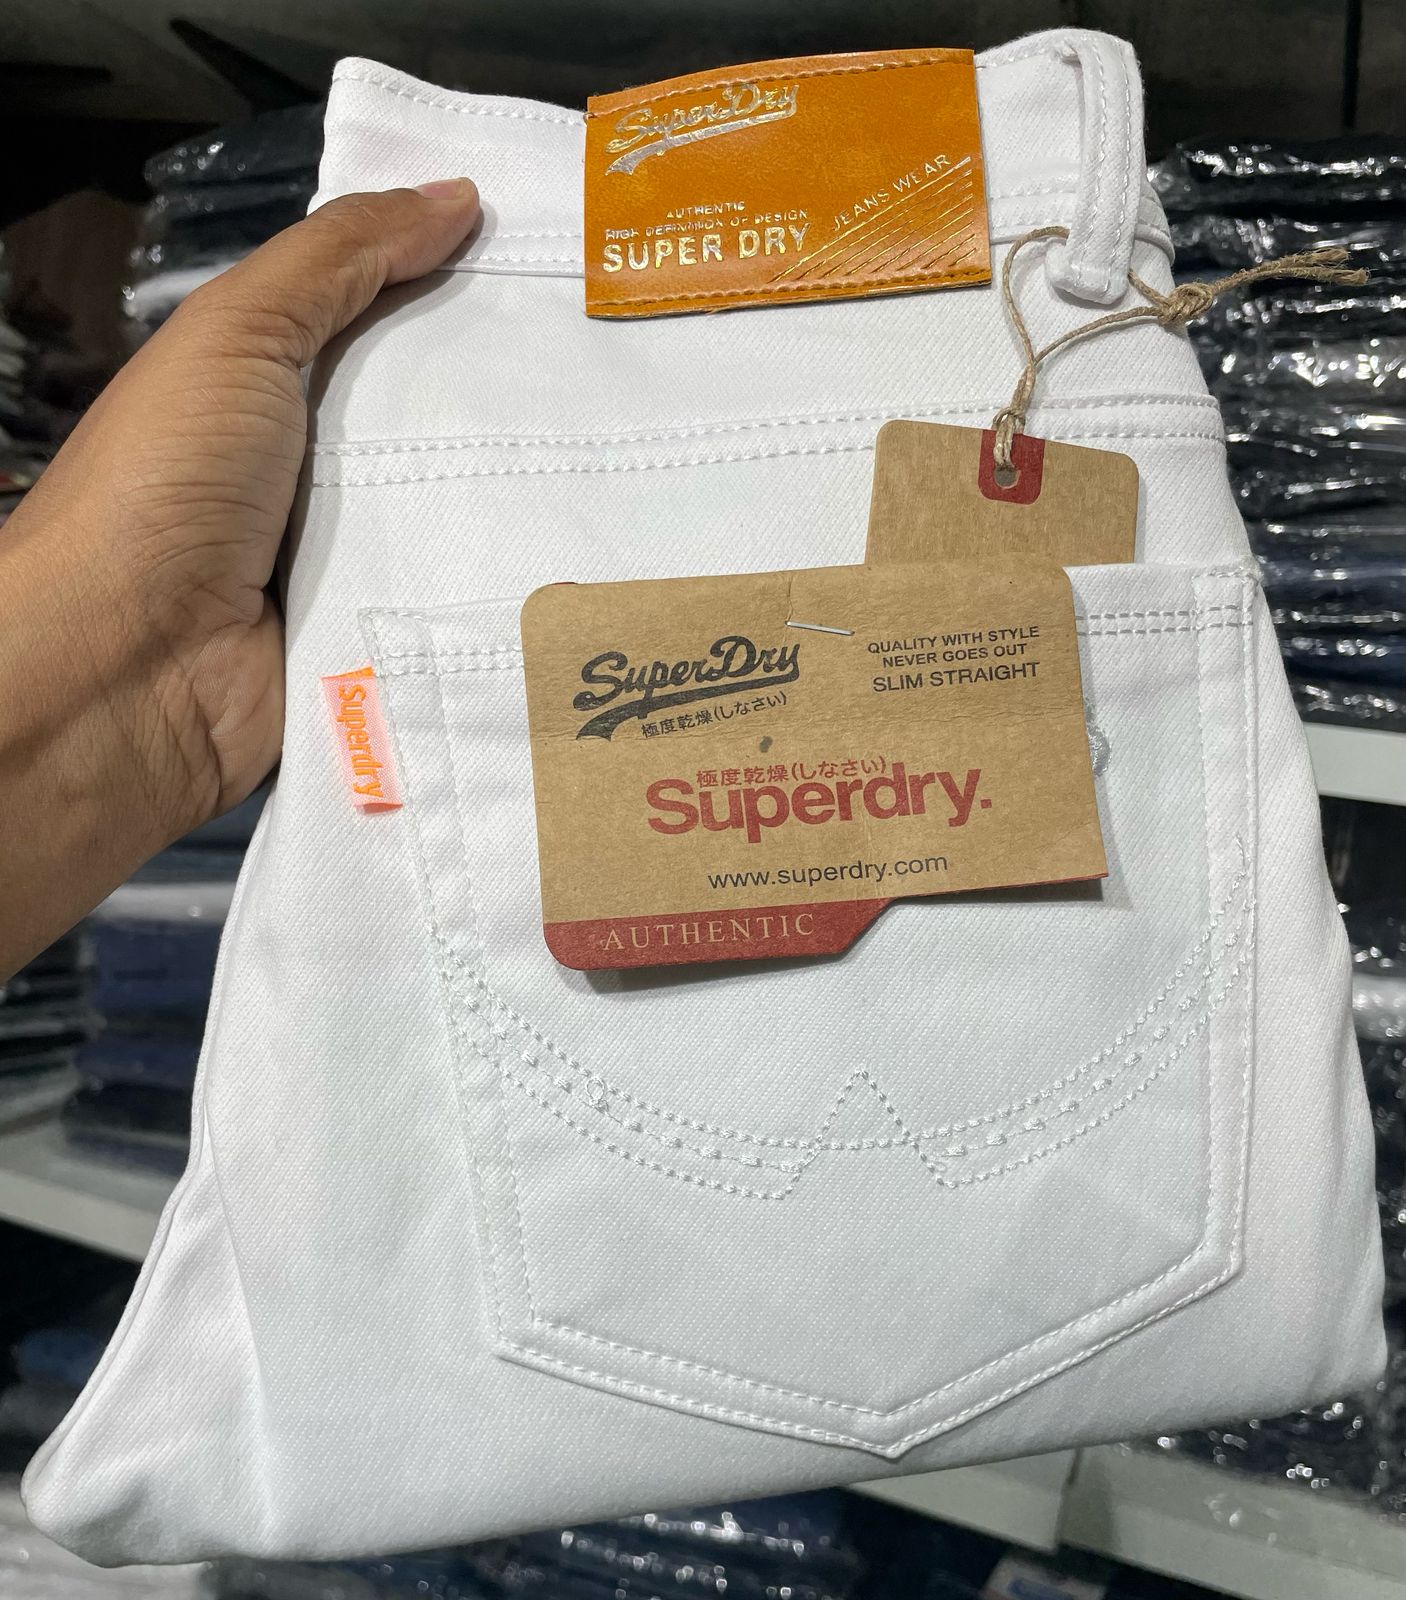 SuperDry
AUTHENTIC
HIGH DEFINITION OF DESIGN
SUPER DRY
JEANS WEAR
Superdry
SuperDry
極度乾燥(しなさい)
QUALITY WITH STYLE
NEVER GOES OUT
SLIM STRAIGHT
極度乾燥(しなさい)
Superdry.
www.superdry.com
AUTHENTIC